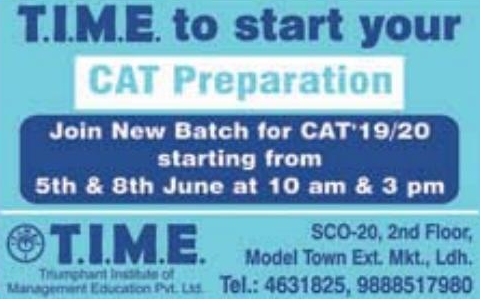 T.I.M.E. to start your
CAT Preparation
Join New Batch for CAT'19/20
starting from
5th & 8th June at 10 am & 3 pm
T.I.M.E.
Triumphant Institute of
Management Education Pvt. Ltd.
SCO-20, 2nd Floor,
Model Town Ext. Mkt., Ldh.
Tel.: 4631825, 9888517980